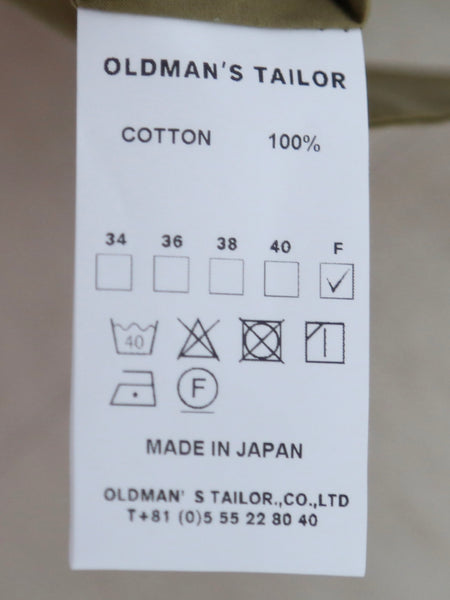 OLDMAN'S TAILOR
COTTON 100%
34 36 38 40 F
40
F
MADE IN JAPAN
OLDMAN' S TAILOR.,CO.,LTD
T+81 (0)5 55 22 80 40